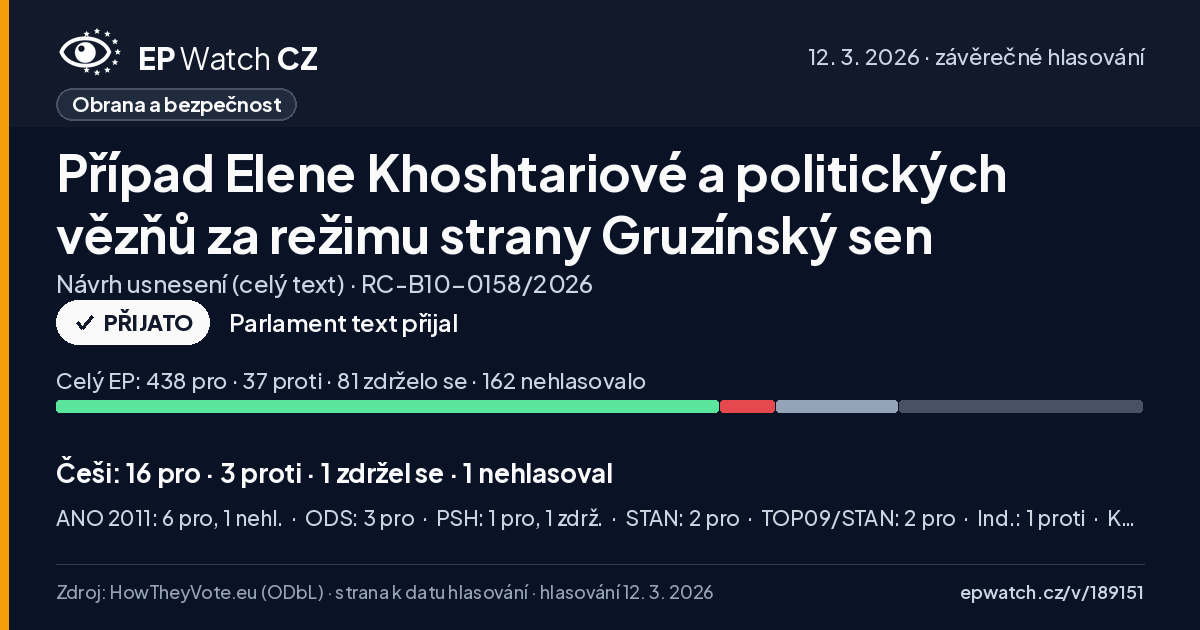 EP Watch CZ
12. 3. 2026 · závěrečné hlasování
Obrana a bezpečnost
Případ Elene Khoshtariové a politických
vězňů za režimu strany Gruzínský sen
Návrh usnesení (celý text) · RC-B10-0158/2026
✓ PŘIJATO Parlament text přijal
Celý EP: 438 pro · 37 proti · 81 zdrželo se · 162 nehlasovalo
Češi: 16 pro · 3 proti · 1 zdržel se · 1 nehlasoval
ANO 2011: 6 pro, 1 nehl. · ODS: 3 pro · PSH: 1 pro, 1 zdrž. · STAN: 2 pro · TOP09/STAN: 2 pro · Ind.: 1 proti · K…
Zdroj: HowTheyVote.eu (ODbL) · strana k datu hlasování · hlasování 12. 3. 2026
epwatch.cz/v/189151